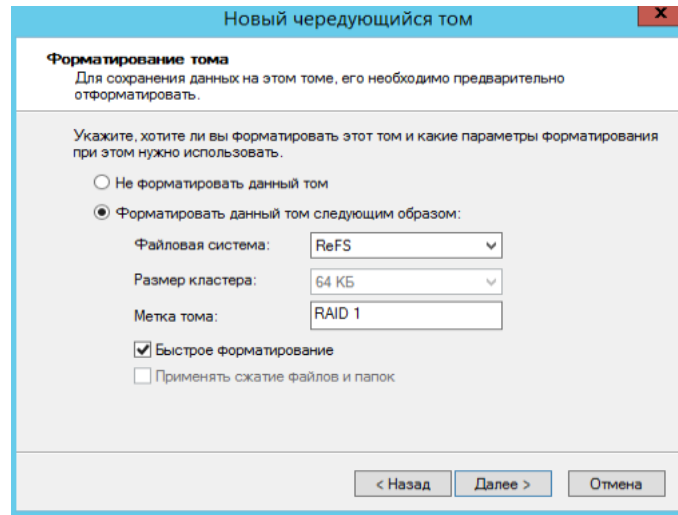 Новый чередующийся том
x
Форматирование тома
Для сохранения данных на этом томе, его необходимо предварительно
отформатировать.
Укажите, хотите ли вы форматировать этот том и какие параметры форматирования
при этом нужно использовать.
Не форматировать данный том
Форматировать данный том следующим образом:
Файловая система: ReFS
Размер кластера: 64 КБ
Метка тома: RAID 1
Быстрое форматирование
Применять сжатие файлов и папок
< Назад Далее > Отмена